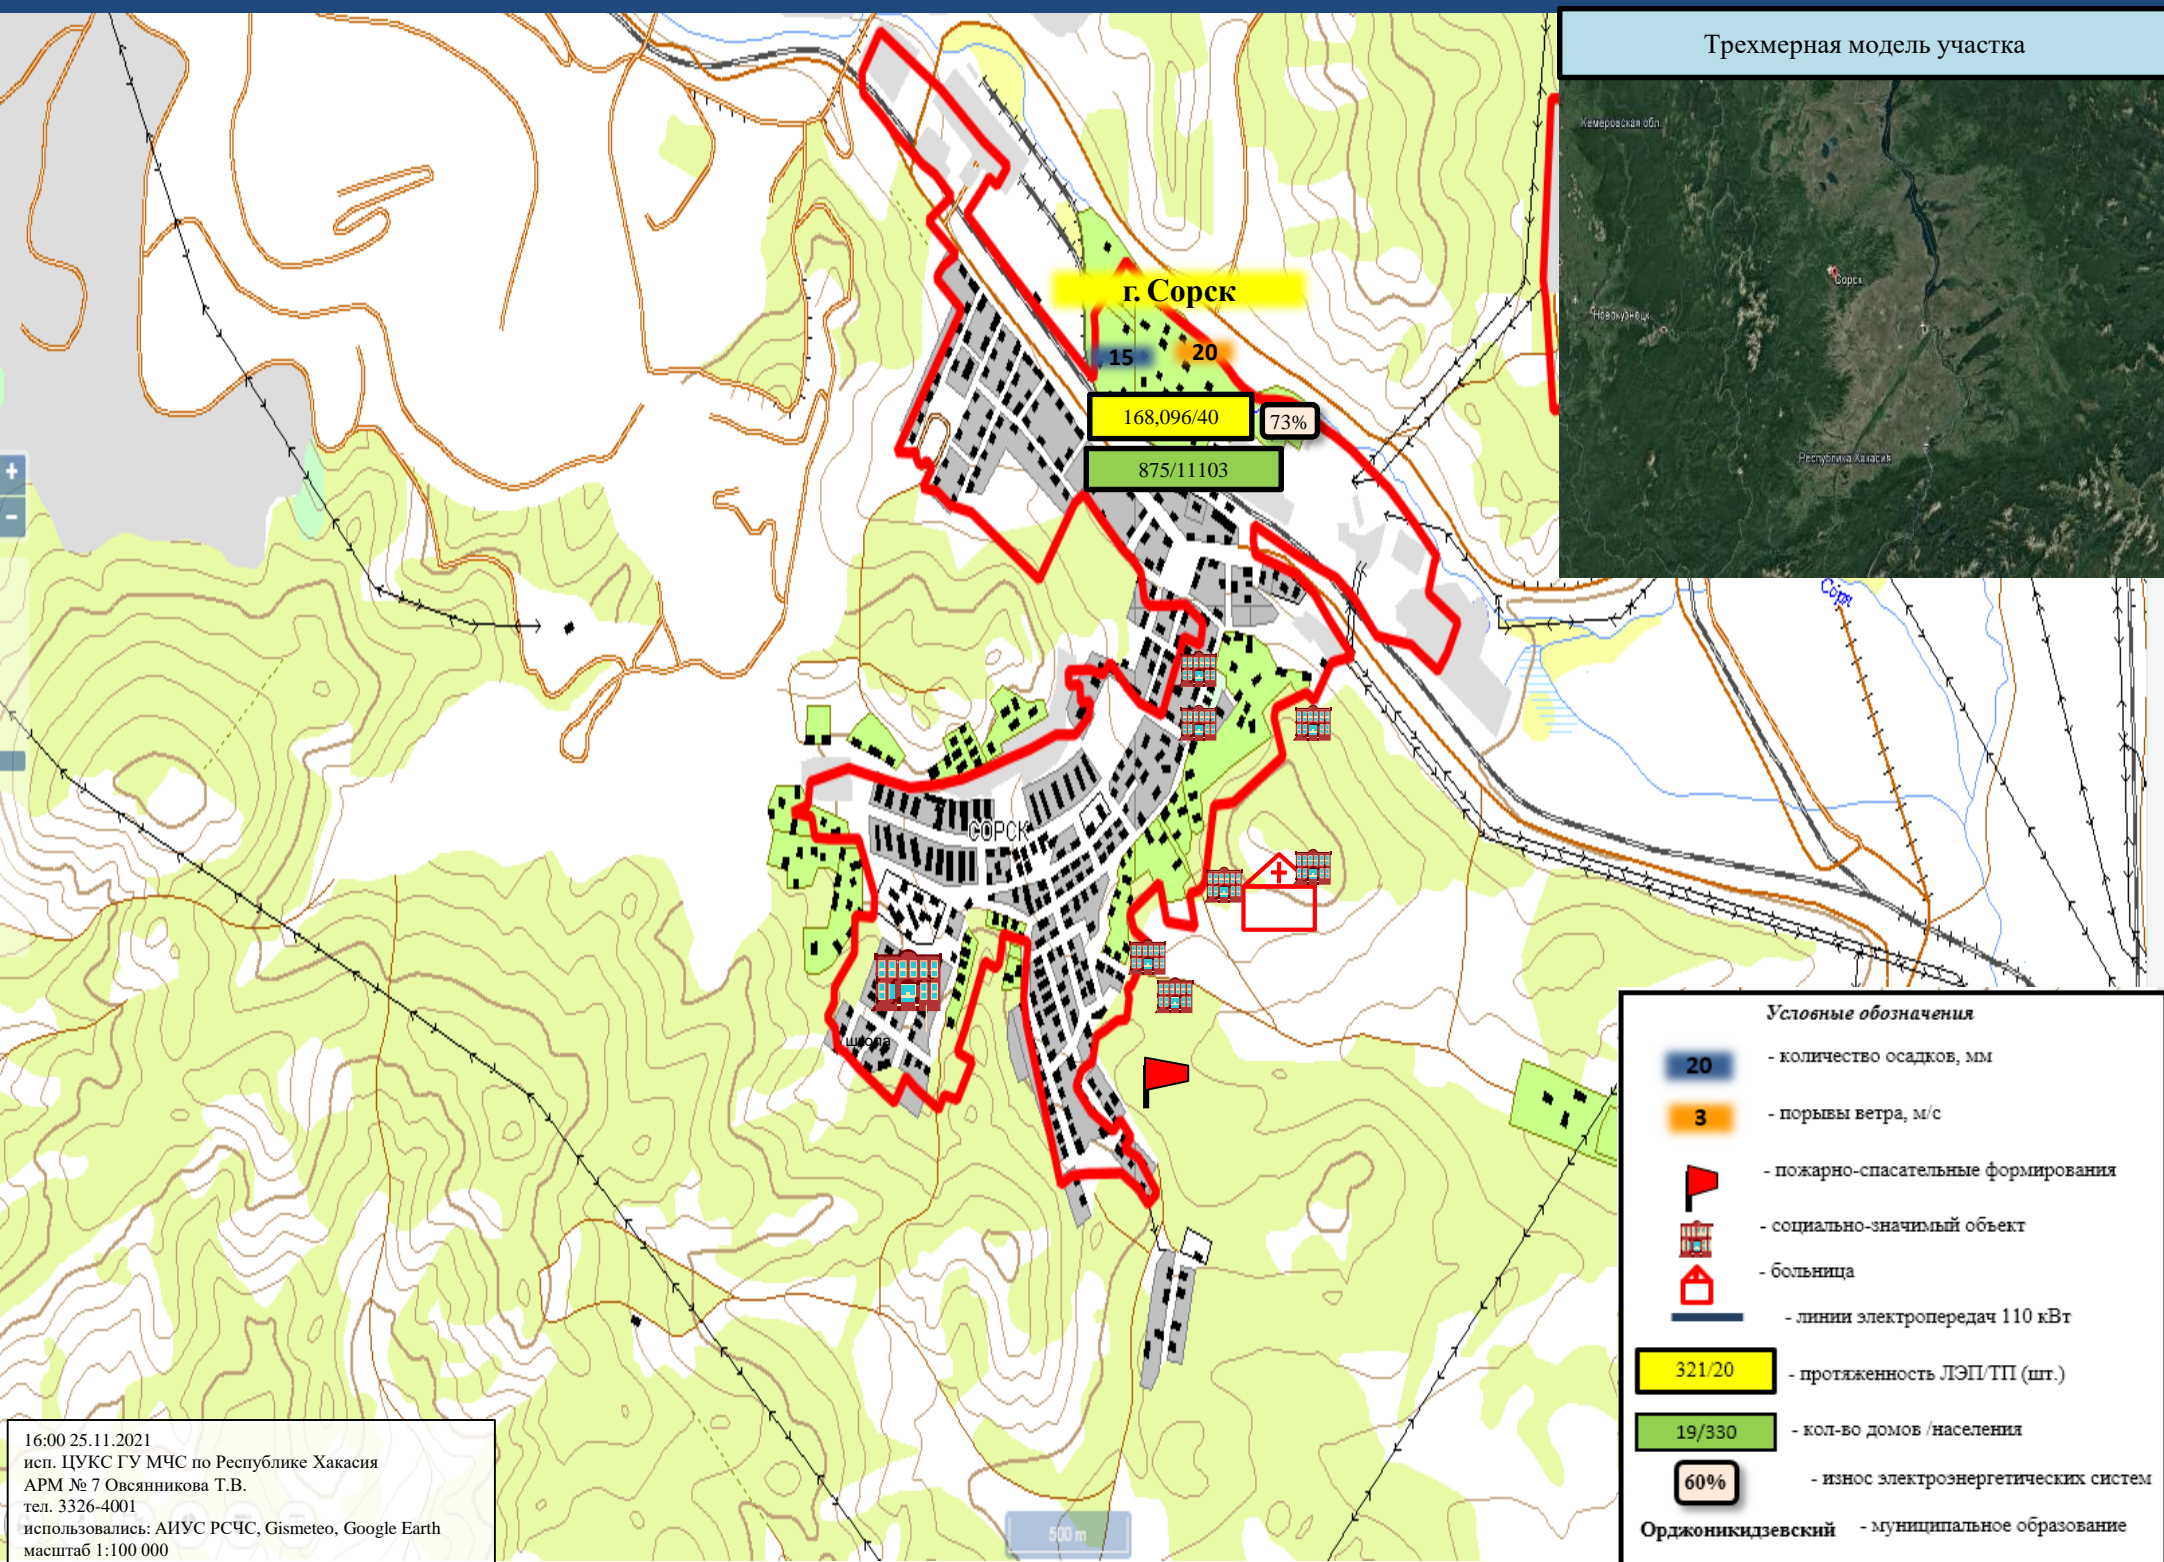 Трехмерная модель участка
Кемеровская обл.
Сорск
Новокузнецк
Республика Хакасия
г. Сорск
15
20
168,096/40
73%
875/11103
Соря
СОРСК
школа
Условные обозначения
20 - количество осадков, мм
3 - порывы ветра, м/с
- пожарно-спасательные формирования
- социально-значимый объект
- больница
- линии электропередач 110 кВт
321/20 - протяженность ЛЭП/ТП (шт.)
19/330 - кол-во домов /населения
60% - износ электроэнергетических систем
Орджоникидзевский - муниципальное образование
16:00 25.11.2021
исп. ЦУКС ГУ МЧС по Республике Хакасия
АРМ № 7 Овсянникова Т.В.
тел. 3326-4001
использовались: АИУС РСЧС, Gismeteo, Google Earth
масштаб 1:100 000
500 m
+
-